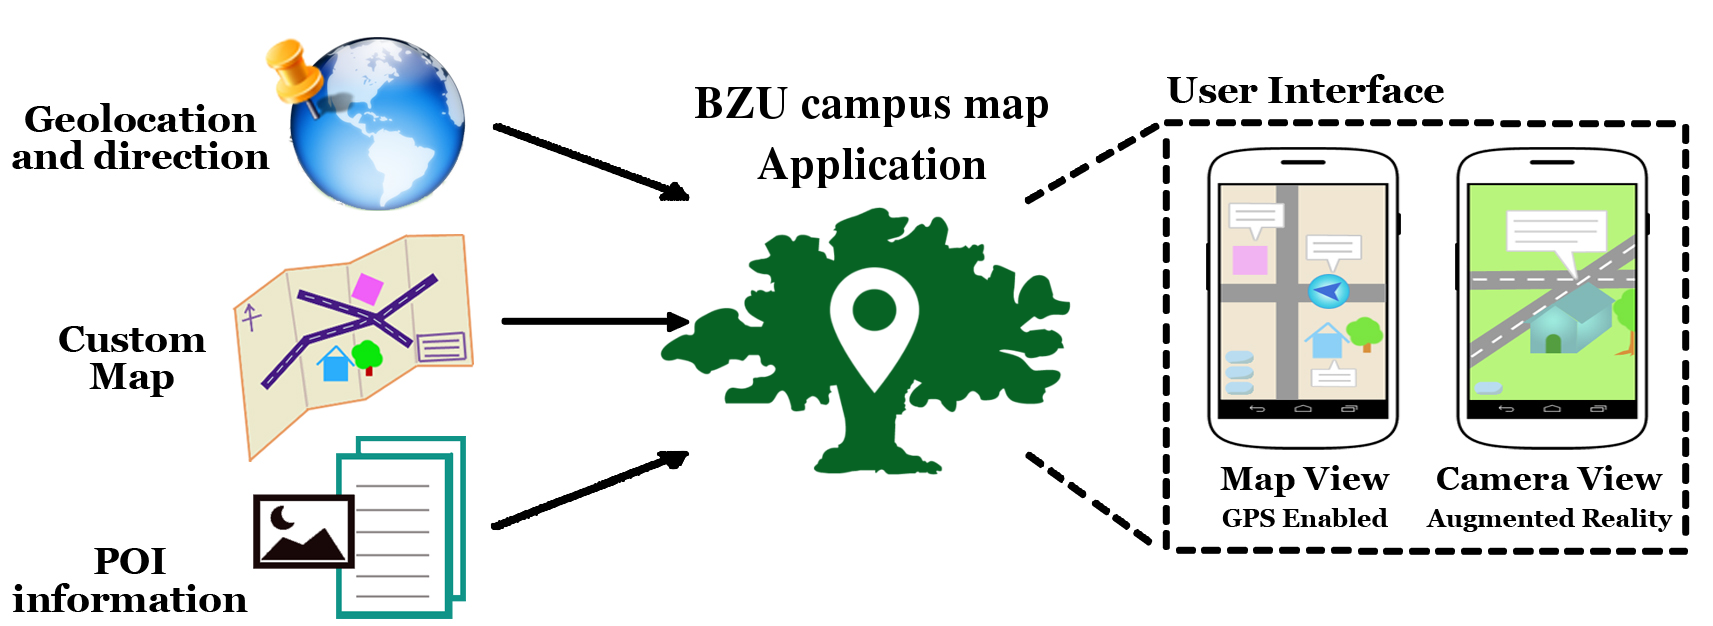 Geolocation
and direction
Custom
Map
POI
information
BZU campus map
Application
User Interface
Map View
GPS Enabled
Camera View
Augmented Reality